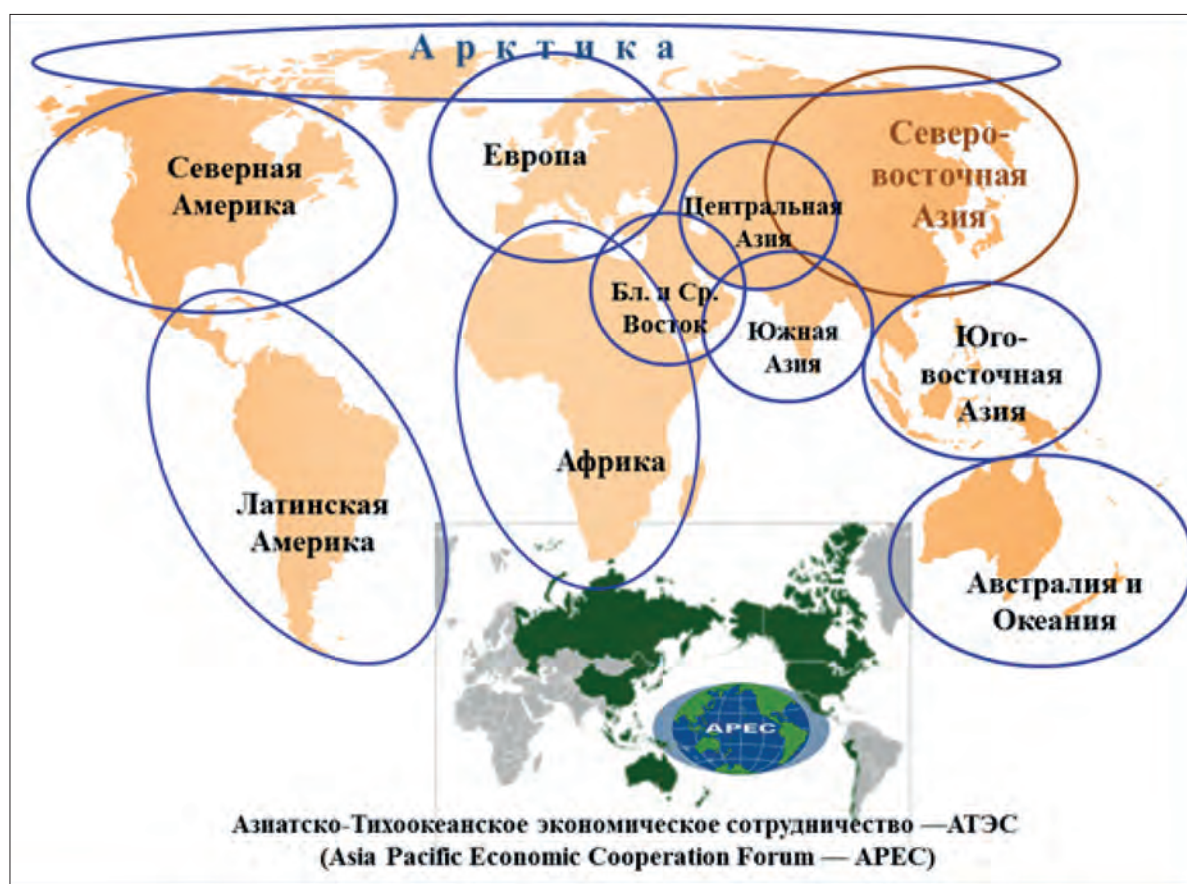 Арктика
Северная
Америка
Европа
Северо-
восточная
Азия
Центральная
Азия
Бл. и Ср.
Восток
Южная
Азия
Юго-
восточная
Азия
Африка
Латинская
Америка
Австралия и
Океания
APEC
Азиатско-Тихоокеанское экономическое сотрудничество —АТЭС
(Asia Pacific Economic Cooperation Forum — APEC)